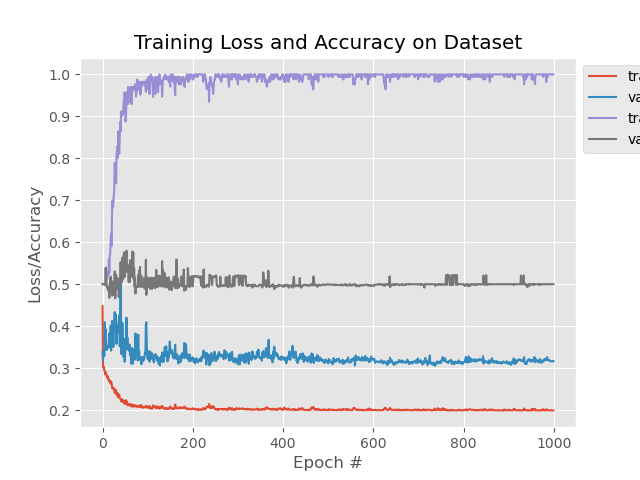 Training Loss and Accuracy on Dataset
1.0
0.9
0.8
0.7
0.6
0.5
0.4
0.3
0.2
Loss/Accuracy
0 200 400 600 800 1000
Epoch #
tra
va
tra
va